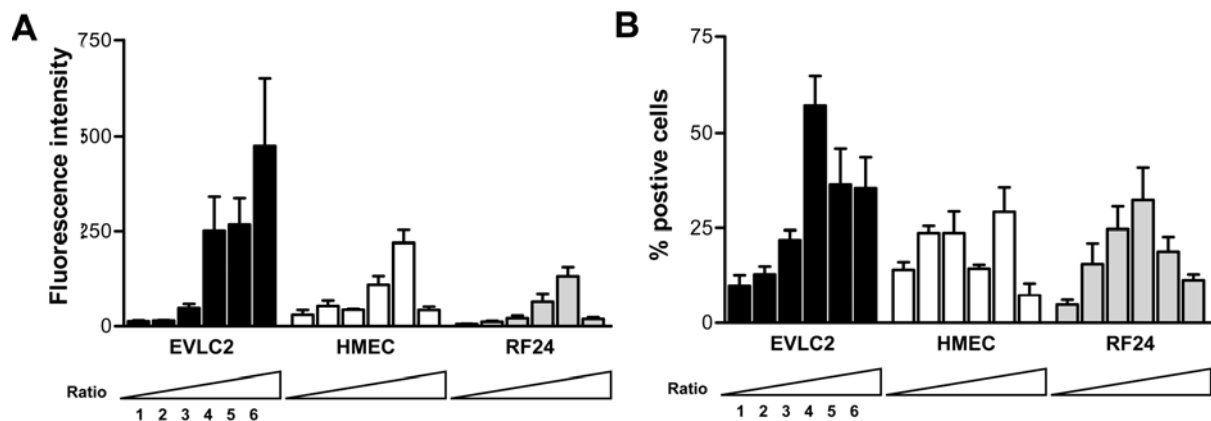 A
Fluorescence intensity
750
500
250
0
EVLC2 HMEC RF24
Ratio
1 2 3 4 5 6
B
% postive cells
75
50
25
0
EVLC2 HMEC RF24
Ratio
1 2 3 4 5 6